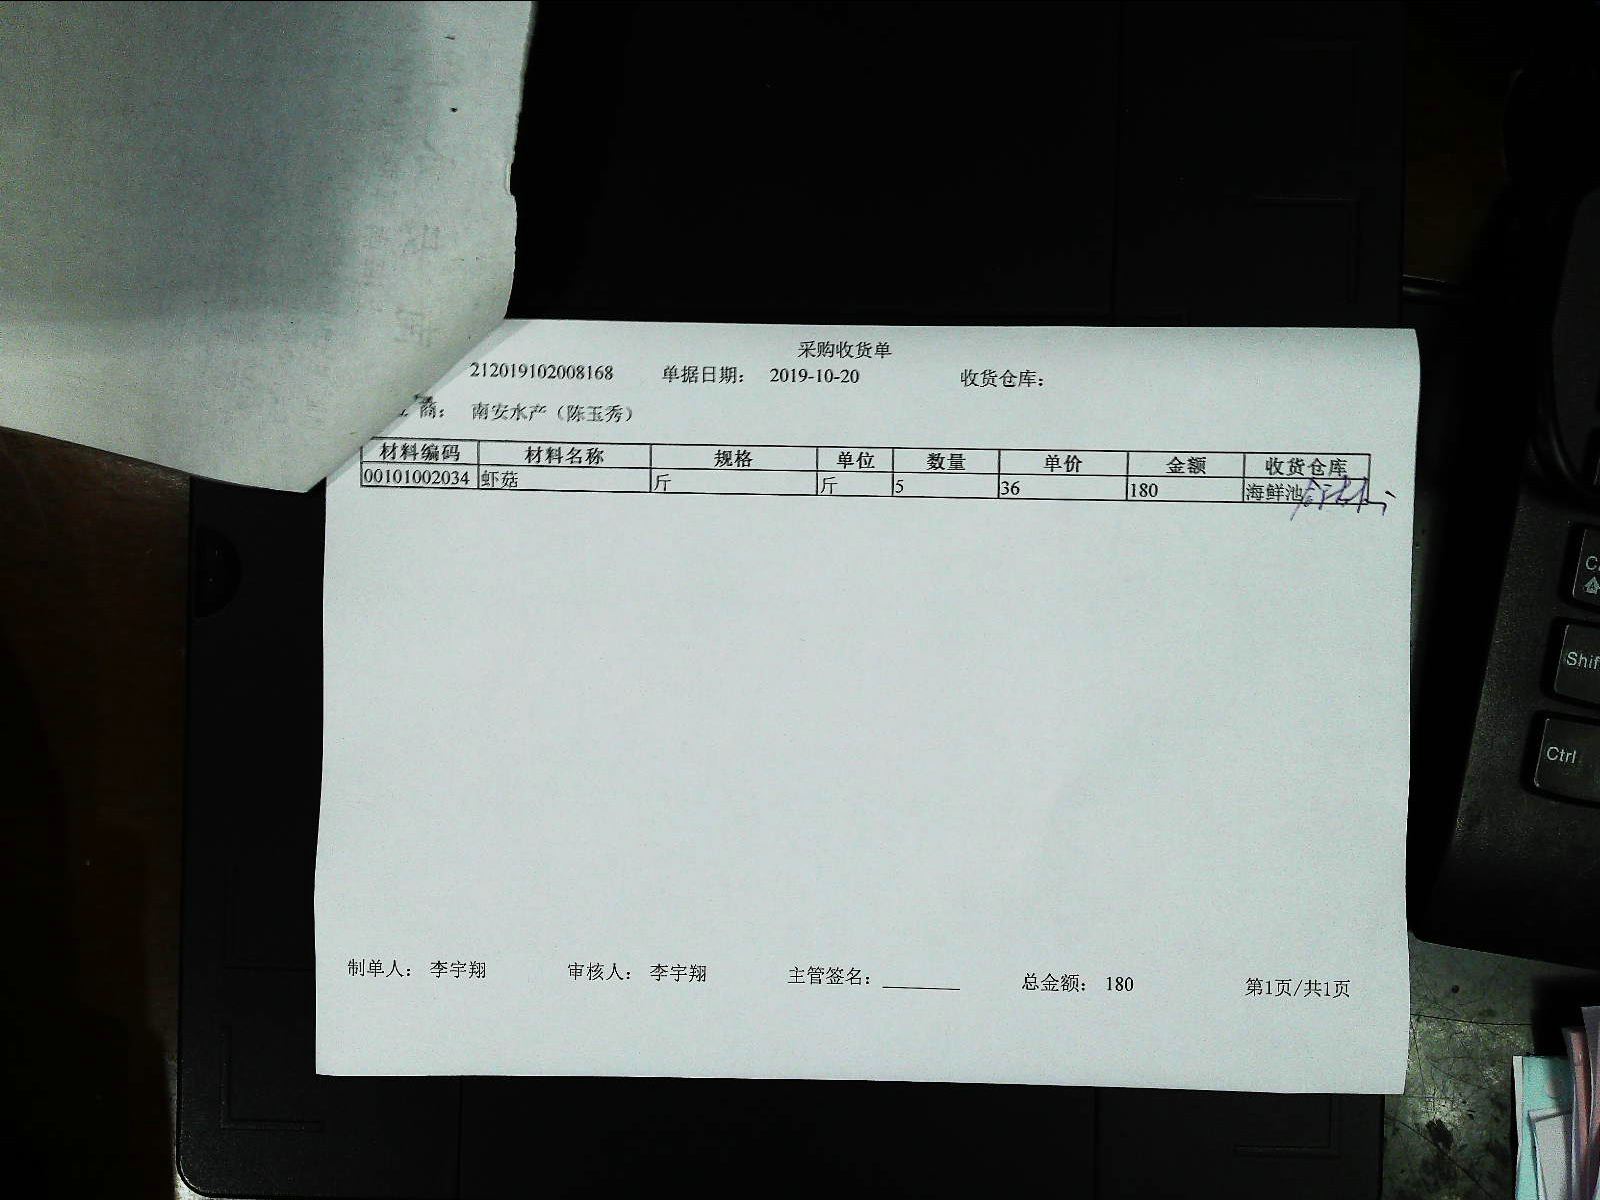 采购收货单
212019102008168 单据日期： 2019-10-20 收货仓库：
商： 南安水产（陈玉秀）
材料编码 材料名称 规格 单位 数量 单价 金额 收货仓库
00101002034 虾菇 斤 斤 5 36 180 海鲜池
制单人： 李宇翔 审核人： 李宇翔 主管签名： 总金额： 180 第1页/共1页
Shif
Ctrl